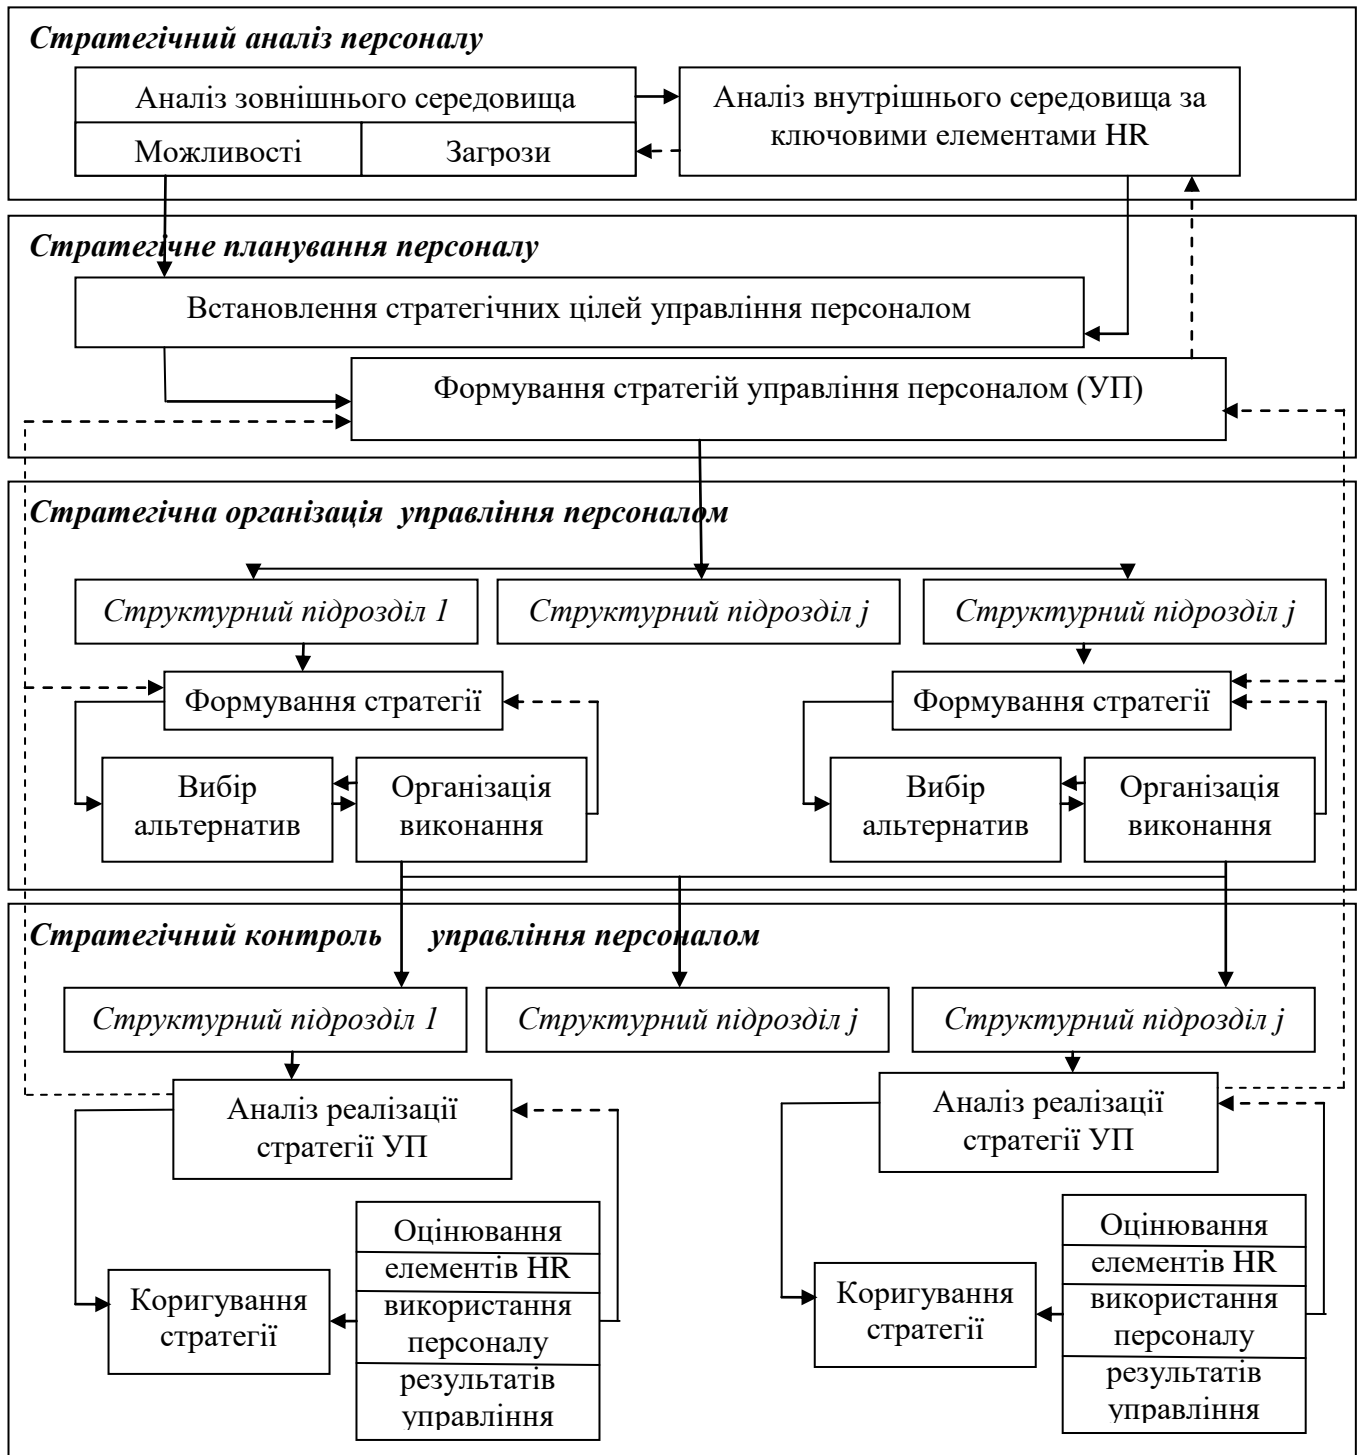 Стратегічний аналіз персоналу
Аналіз зовнішнього середовища
Можливості
Загрози
Аналіз внутрішнього середовища за
ключовими елементами HR
Стратегічне планування персоналу
Встановлення стратегічних цілей управління персоналом
Формування стратегій управління персоналом (УП)
Стратегічна організація управління персоналом
Структурний підрозділ 1
Структурний підрозділ j
Структурний підрозділ j
Формування стратегії
Вибір
альтернатив
Організація
виконання
Формування стратегії
Вибір
альтернатив
Організація
виконання
Стратегічний контроль управління персоналом
Структурний підрозділ 1
Структурний підрозділ j
Структурний підрозділ j
Аналіз реалізації
стратегії УП
Коригування
стратегії
Оцінювання
елементів HR
використання
персоналу
результатів
управління
Аналіз реалізації
стратегії УП
Коригування
стратегії
Оцінювання
елементів HR
використання
персоналу
результатів
управління